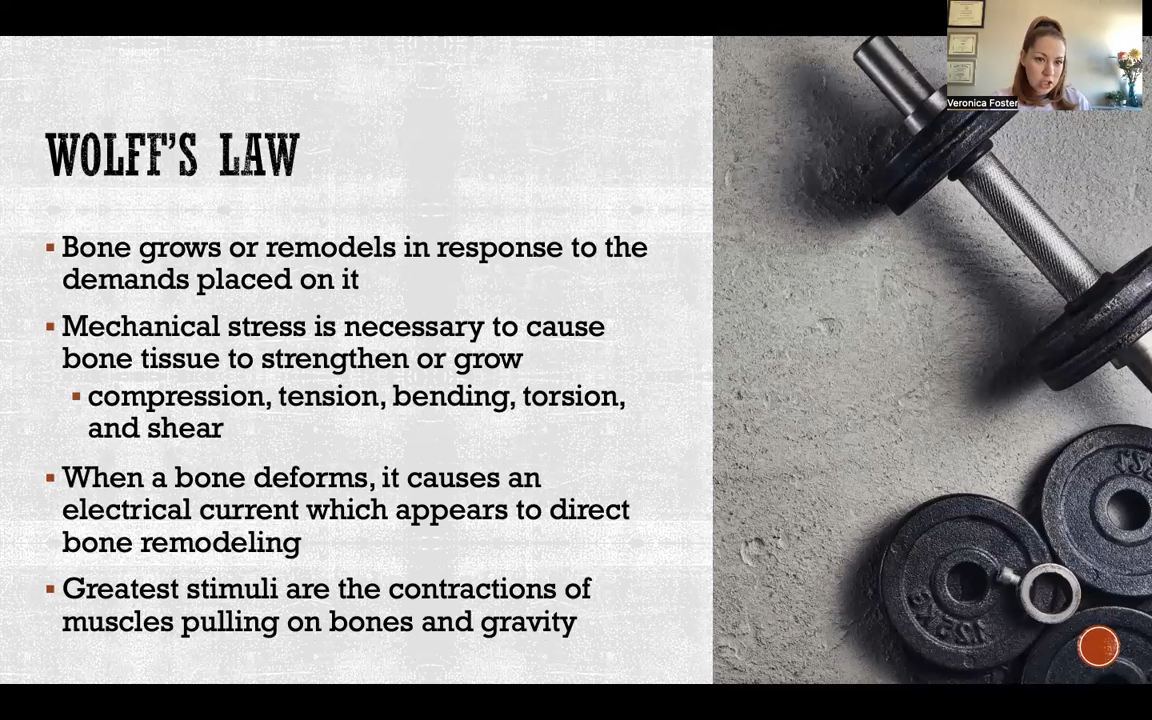 Veronica Foster
WOLFF'S LAW
▪ Bone grows or remodels in response to the
demands placed on it
▪ Mechanical stress is necessary to cause
bone tissue to strengthen or grow
▪ compression, tension, bending, torsion,
and shear
▪ When a bone deforms, it causes an
electrical current which appears to direct
bone remodeling
▪ Greatest stimuli are the contractions of
muscles pulling on bones and gravity